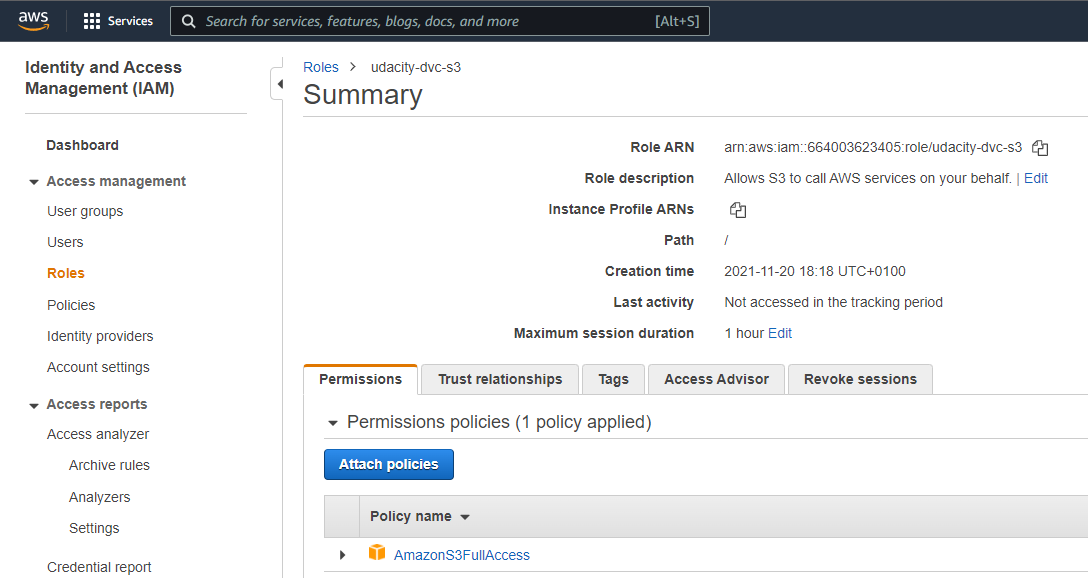 aws
Services
Search for services, features, blogs, docs, and more [Alt+S]
Identity and Access
Management (IAM)
Dashboard
Access management
User groups
Users
Roles
Policies
Identity providers
Account settings
Access reports
Access analyzer
Archive rules
Analyzers
Settings
Credential report
Roles > udacity-dvc-s3
Summary
Role ARN arn:aws:iam::664003623405:role/udacity-dvc-s3
Role description Allows S3 to call AWS services on your behalf. | Edit
Instance Profile ARNs
Path /
Creation time 2021-11-20 18:18 UTC+0100
Last activity Not accessed in the tracking period
Maximum session duration 1 hour Edit
Permissions Trust relationships Tags Access Advisor Revoke sessions
Permissions policies (1 policy applied)
Attach policies
Policy name
AmazonS3FullAccess